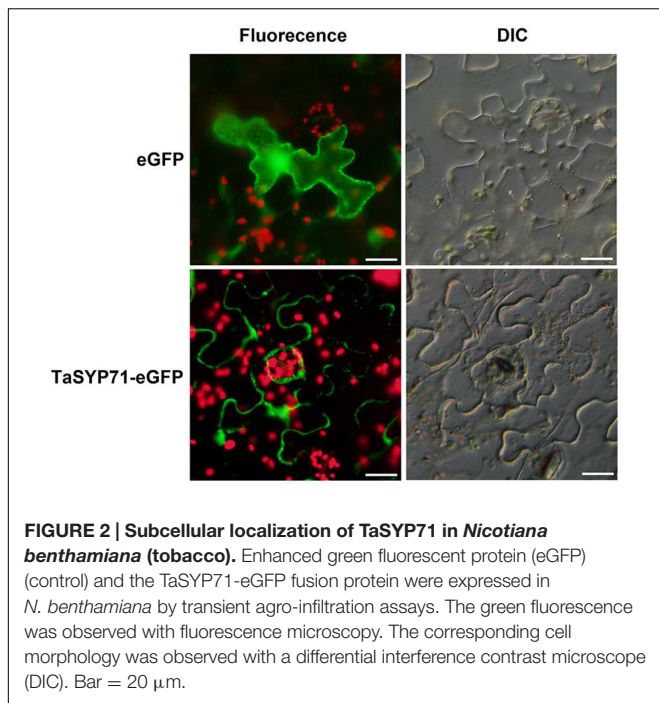 Fluorecence DIC
eGFP
TaSYP71-eGFP
FIGURE 2 | Subcellular localization of TaSYP71 in Nicotiana
benthamiana (tobacco). Enhanced green fluorescent protein (eGFP)
(control) and the TaSYP71-eGFP fusion protein were expressed in
N. benthamiana by transient agro-infiltration assays. The green fluorescence
was observed with fluorescence microscopy. The corresponding cell
morphology was observed with a differential interference contrast microscope
(DIC). Bar = 20 μm.